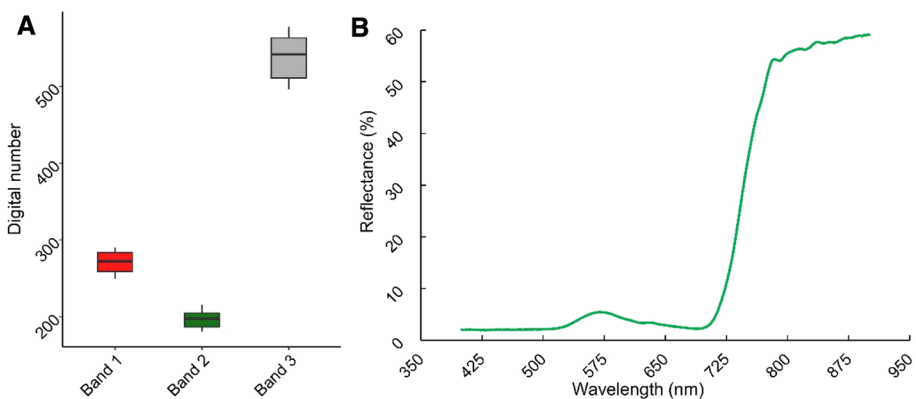 A
Digital number
500
400
300
200
Band 1
Band 2
Band 3
B
Reflectance (%)
60
50
40
30
20
10
0
350
425
500
575
650
725
800
875
950
Wavelength (nm)